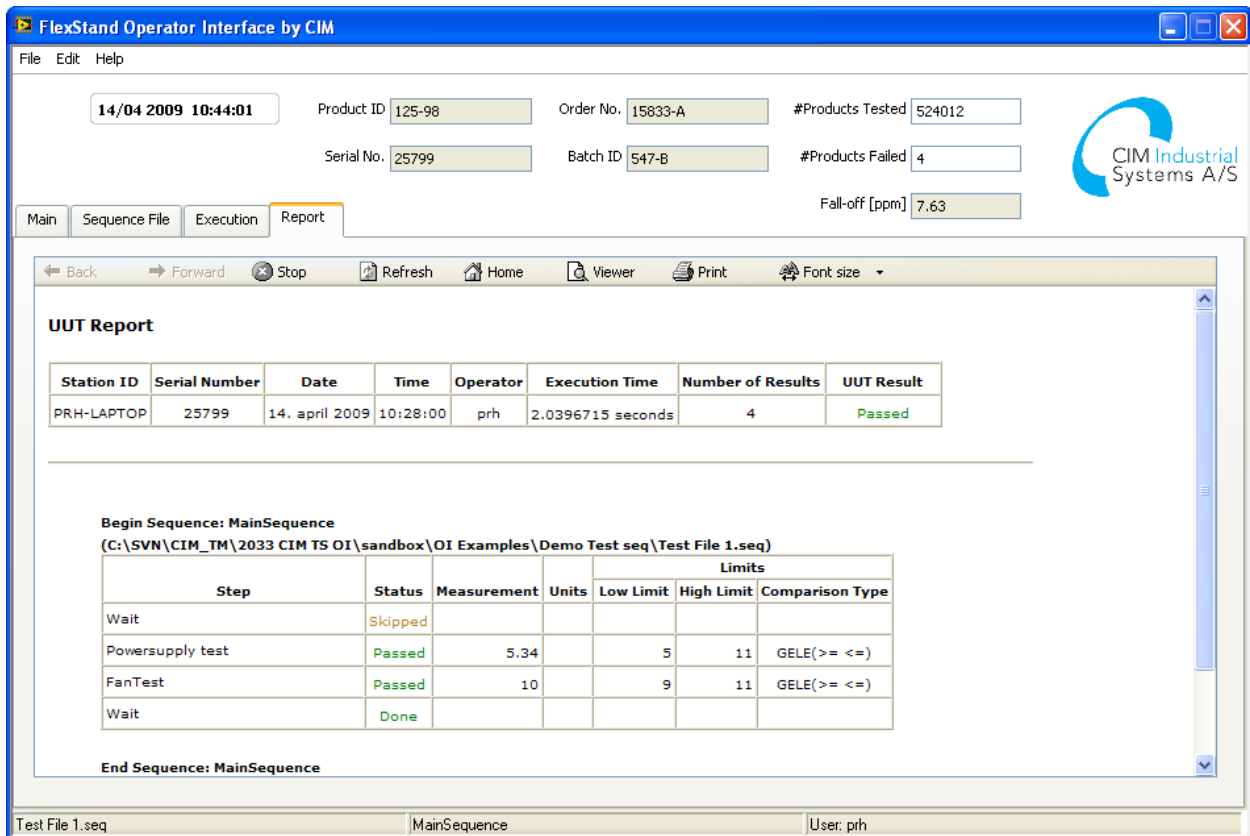 FlexStand Operator Interface by CIM
File Edit Help
14/04 2009 10:44:01 Product ID 125-98 Order No. 15833-A #Products Tested 524012
Serial No. 25799 Batch ID 547-B #Products Failed 4
CIM Industrial
Systems A/S
Fall-off [ppm] 7.63
Main Sequence File Execution Report
Back Forward Stop Refresh Home Viewer Print Font size
UUT Report
Station ID Serial Number Date Time Operator Execution Time Number of Results UUT Result
PRH-LAPTOP 25799 14. april 2009 10:28:00 prh 2.0396715 seconds 4 Passed
Begin Sequence: MainSequence
(C:\SVN\CIM_TM\2033 CIM TS OI\sandbox\OI Examples\Demo Test seq\Test File 1.seq)
Limits
Step Status Measurement Units Low Limit High Limit Comparison Type
Wait Skipped
Powersupply test Passed 5.34 5 11 GELE(>= <=)
FanTest Passed 10 9 11 GELE(>= <=)
Wait Done
End Sequence: MainSequence
Test File 1.seq MainSequence User: prh